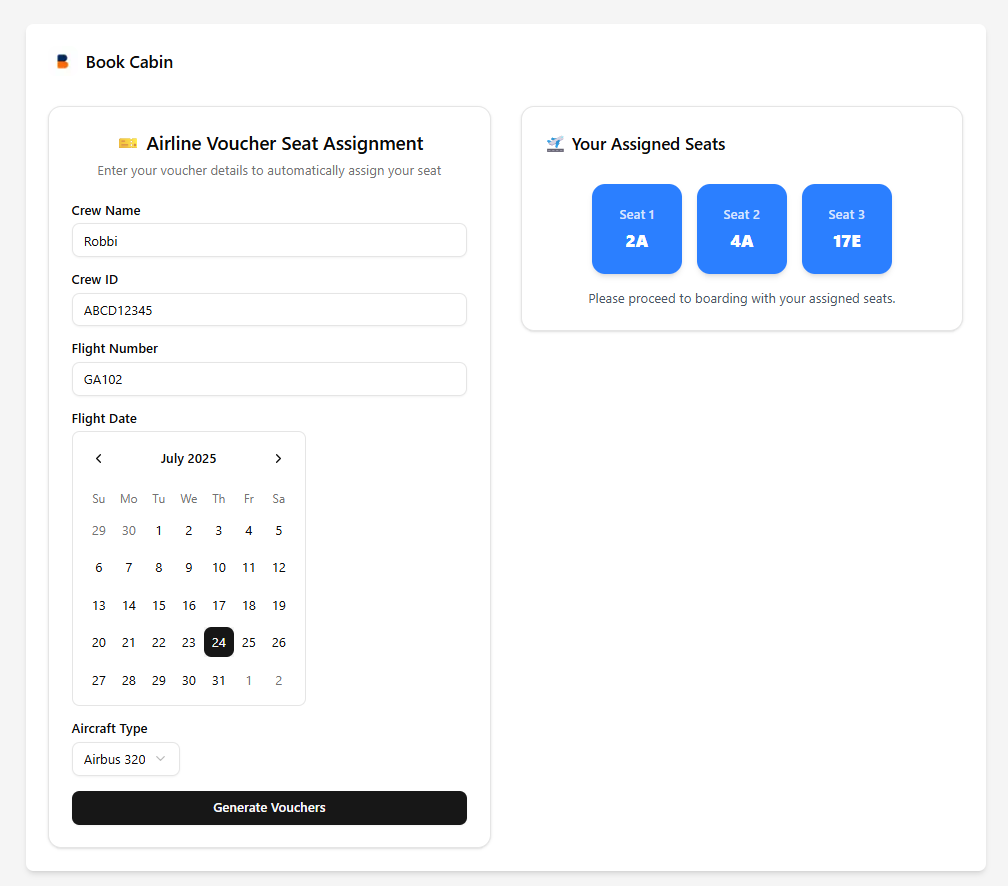 Book Cabin
Airline Voucher Seat Assignment
Enter your voucher details to automatically assign your seat
Crew Name
Robbi
Crew ID
ABCD12345
Flight Number
GA102
Flight Date
July 2025
Su Mo Tu We Th Fr Sa
29 30 1 2 3 4 5
6 7 8 9 10 11 12
13 14 15 16 17 18 19
20 21 22 23 24 25 26
27 28 29 30 31 1 2
Aircraft Type
Airbus 320
Generate Vouchers
Your Assigned Seats
Seat 1 Seat 2 Seat 3
2A 4A 17E
Please proceed to boarding with your assigned seats.